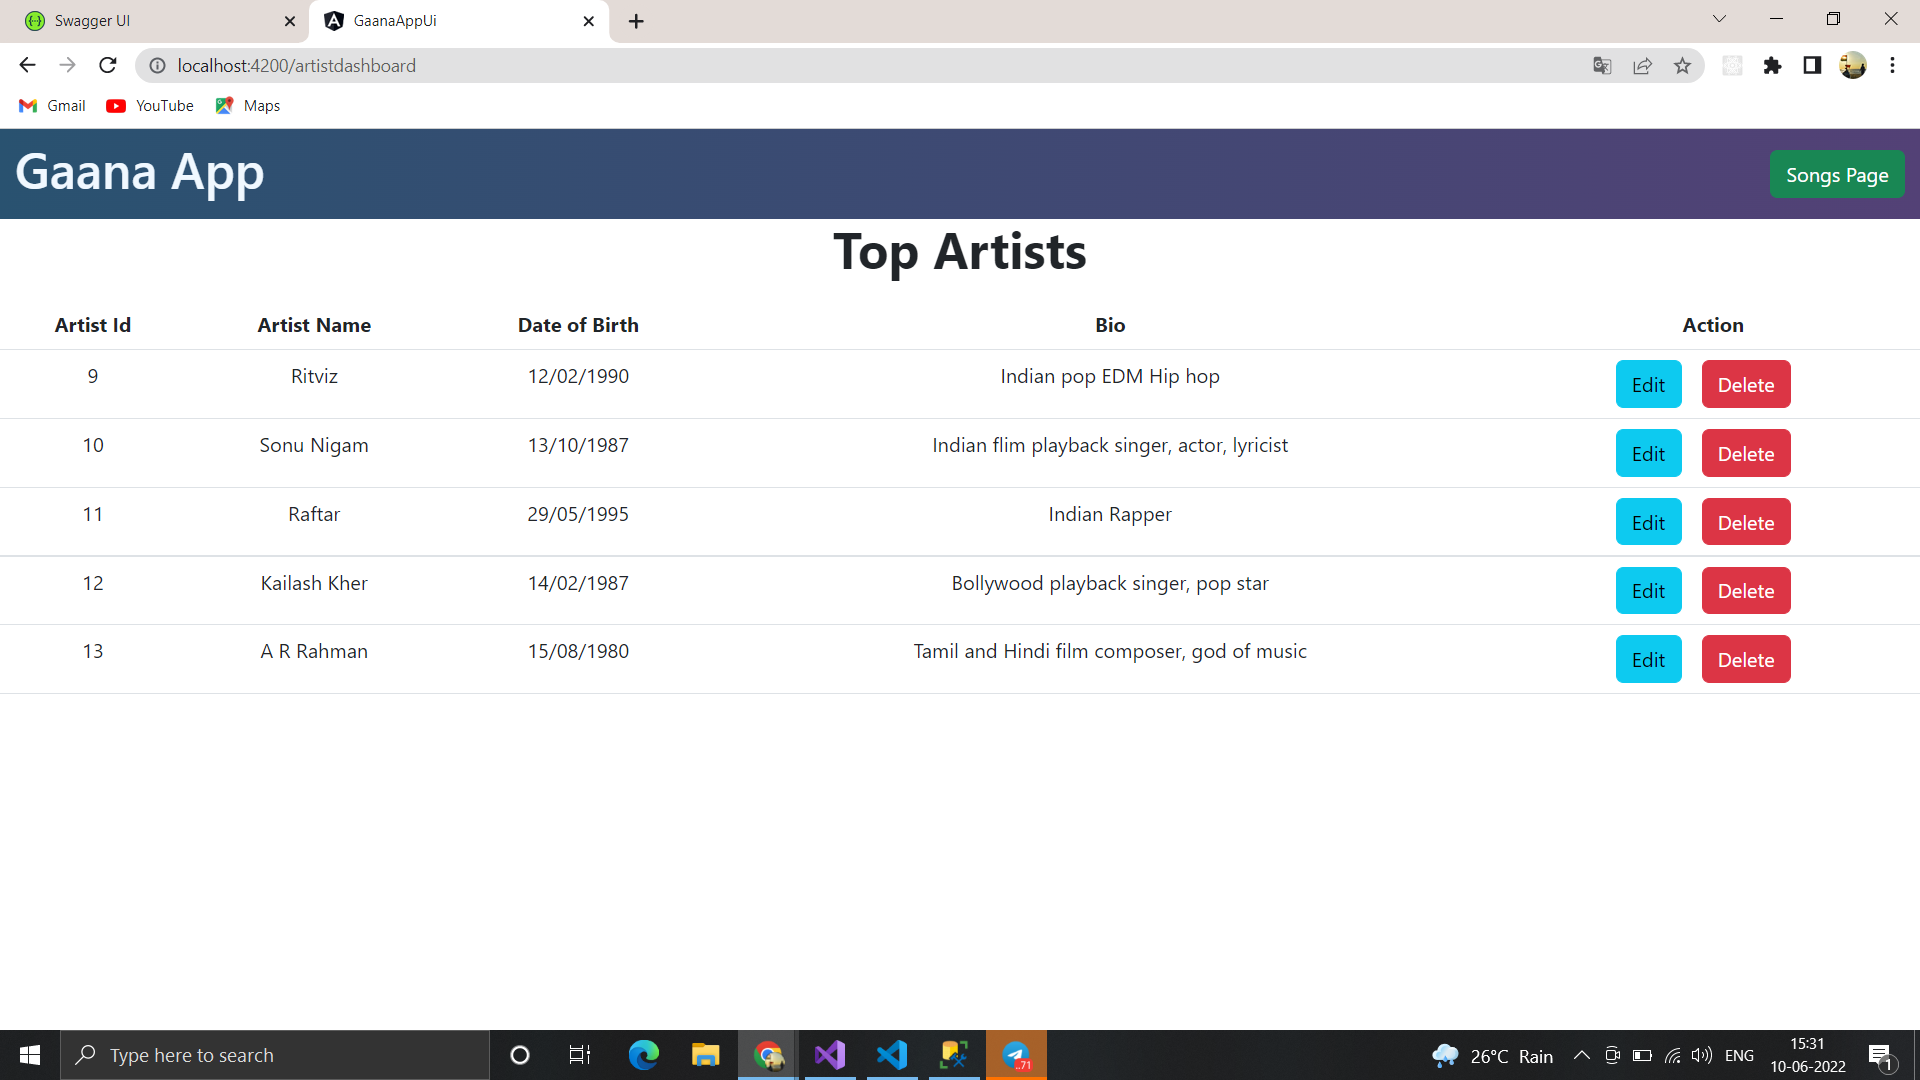 Swagger UI
GaanaAppUi
localhost:4200/artistdashboard
Gmail YouTube Maps
Gaana App
Songs Page
Top Artists
Artist Id Artist Name Date of Birth Bio Action
9 Ritviz 12/02/1990 Indian pop EDM Hip hop Edit Delete
10 Sonu Nigam 13/10/1987 Indian flim playback singer, actor, lyricist Edit Delete
11 Raftar 29/05/1995 Indian Rapper Edit Delete
12 Kailash Kher 14/02/1987 Bollywood playback singer, pop star Edit Delete
13 A R Rahman 15/08/1980 Tamil and Hindi film composer, god of music Edit Delete
Type here to search
..71
26°C Rain
ENG
15:31
10-06-2022
1